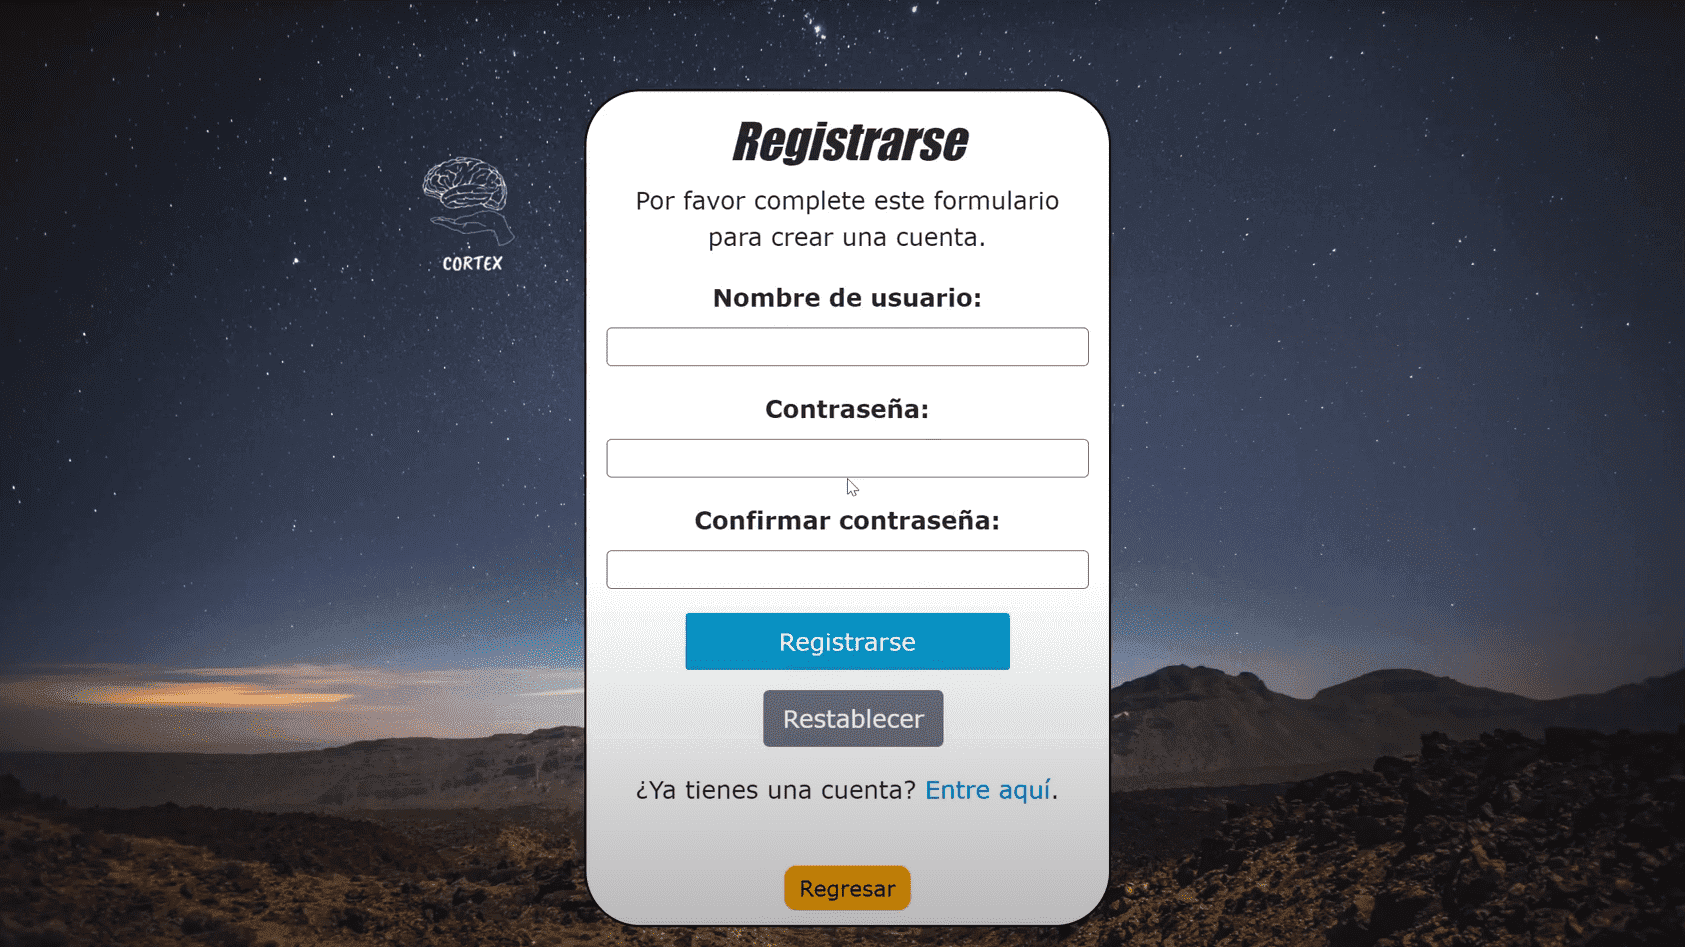 Registrarse
Por favor complete este formulario
para crear una cuenta.
CORTEX
Nombre de usuario:
Contraseña:
Confirmar contraseña:
Registrarse
Restablecer
¿Ya tienes una cuenta? Entre aquí.
Regresar